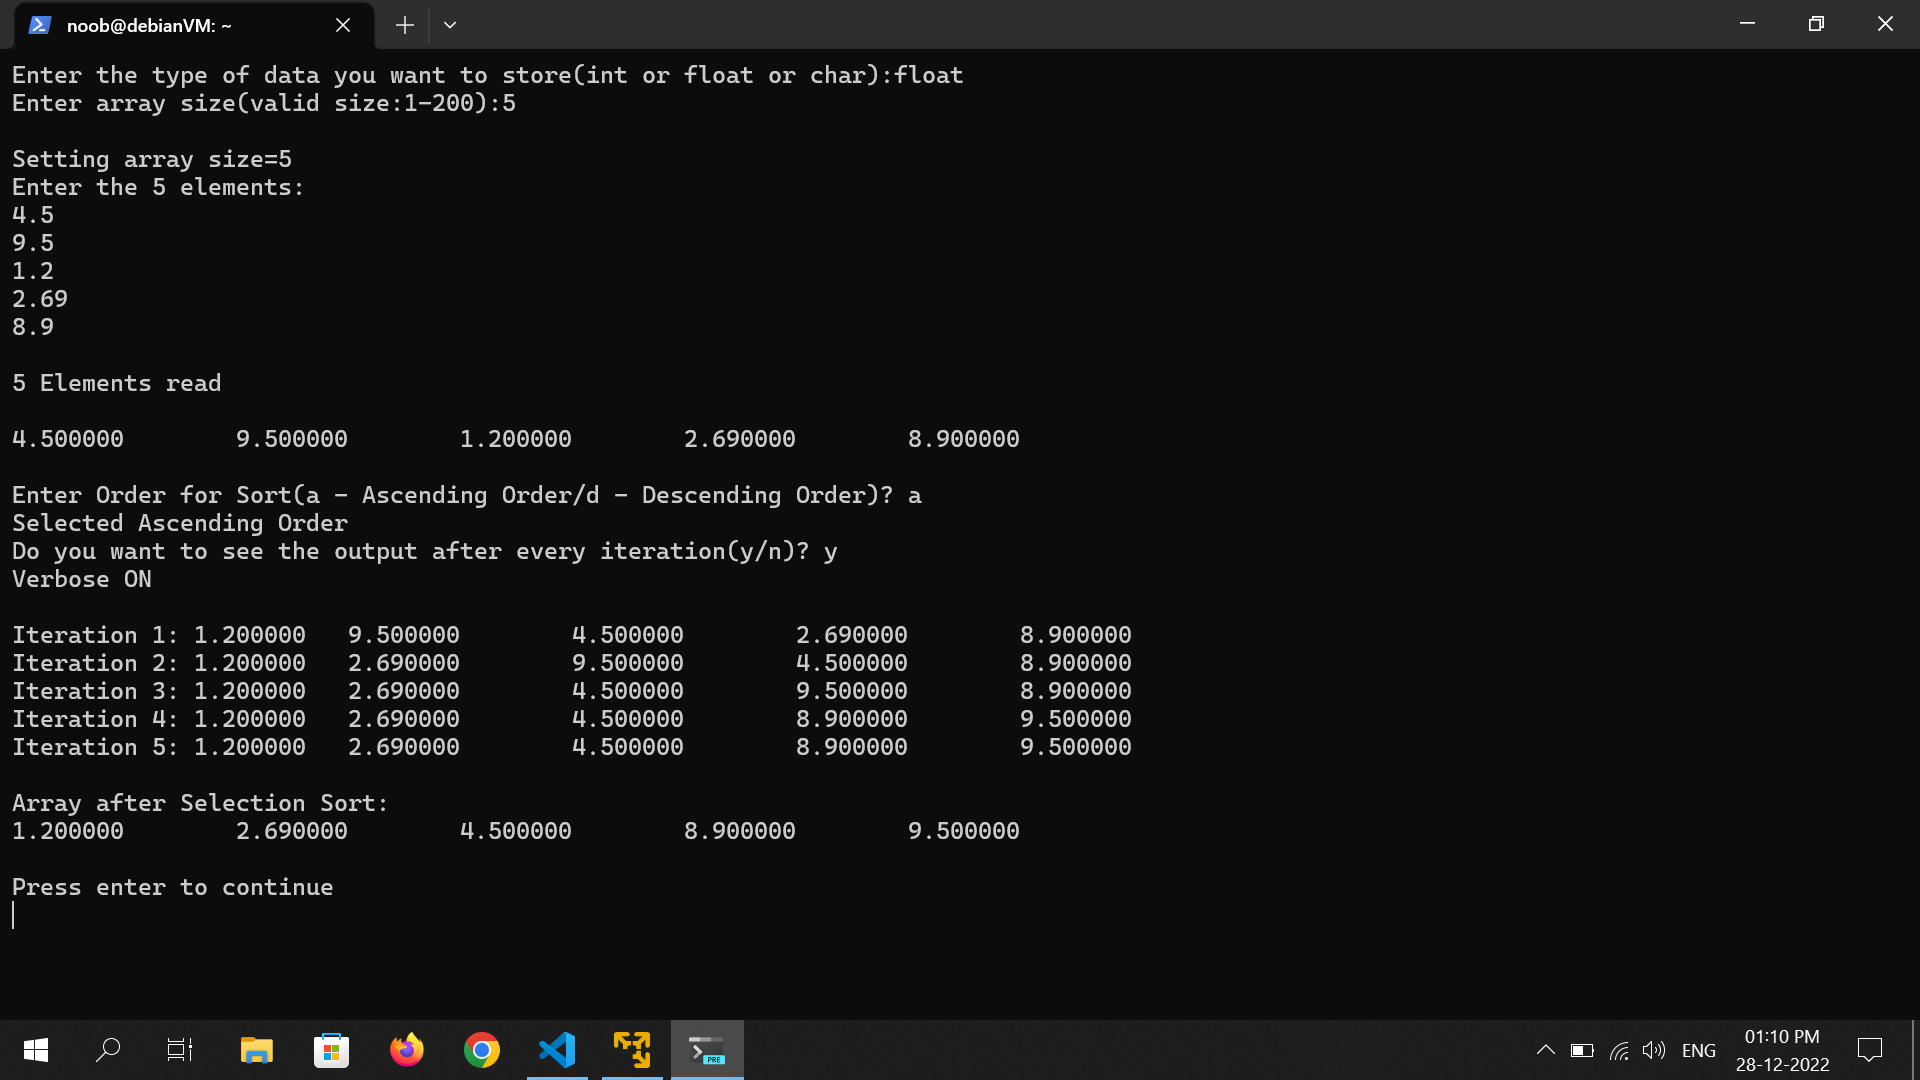 noob@debianVM: ~
Enter the type of data you want to store(int or float or char):float
Enter array size(valid size:1-200):5
Setting array size=5
Enter the 5 elements:
4.5
9.5
1.2
2.69
8.9
5 Elements read
4.500000 9.500000 1.200000 2.690000 8.900000
Enter Order for Sort(a - Ascending Order/d - Descending Order)? a
Selected Ascending Order
Do you want to see the output after every iteration(y/n)? y
Verbose ON
Iteration 1: 1.200000 9.500000 4.500000 2.690000 8.900000
Iteration 2: 1.200000 2.690000 9.500000 4.500000 8.900000
Iteration 3: 1.200000 2.690000 4.500000 9.500000 8.900000
Iteration 4: 1.200000 2.690000 4.500000 8.900000 9.500000
Iteration 5: 1.200000 2.690000 4.500000 8.900000 9.500000
Array after Selection Sort:
1.200000 2.690000 4.500000 8.900000 9.500000
Press enter to continue
PRE
ENG
01:10 PM
28-12-2022